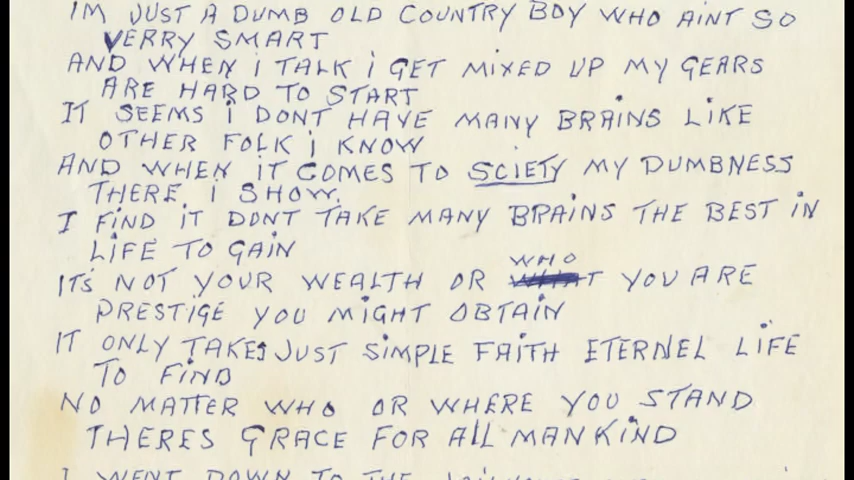 IM JUST A DUMB OLD COUNTRY BOY WHO AINT SO
VERRY SMART
AND WHEN i TALK i GET MIXED UP MY GEARS
ARE HARD TO START
IT SEEMS i DONT HAVE MANY BRAiNS LiKE
OTHER FOLK i KNOW
AND WHEN iT COMES TO SCiETY MY DUMBNESS
THERE i SHOW.
I FiND iT DONT TAKE MANY BRAiNS THE BEST iN
LiFE TO GAiN
ITS NOT YOUR WEALTH OR WHO YOU ARE
PRESTiGE YOU MiGHT OBTAiN
IT ONLY TAKES JUST SiMPLE FAiTH ETERNEL LiFE
TO FiND
NO MATTER WHO OR WHERE YOU STAND
THERES GRACE FOR All MANKiND
I WENT DOWN TO THE